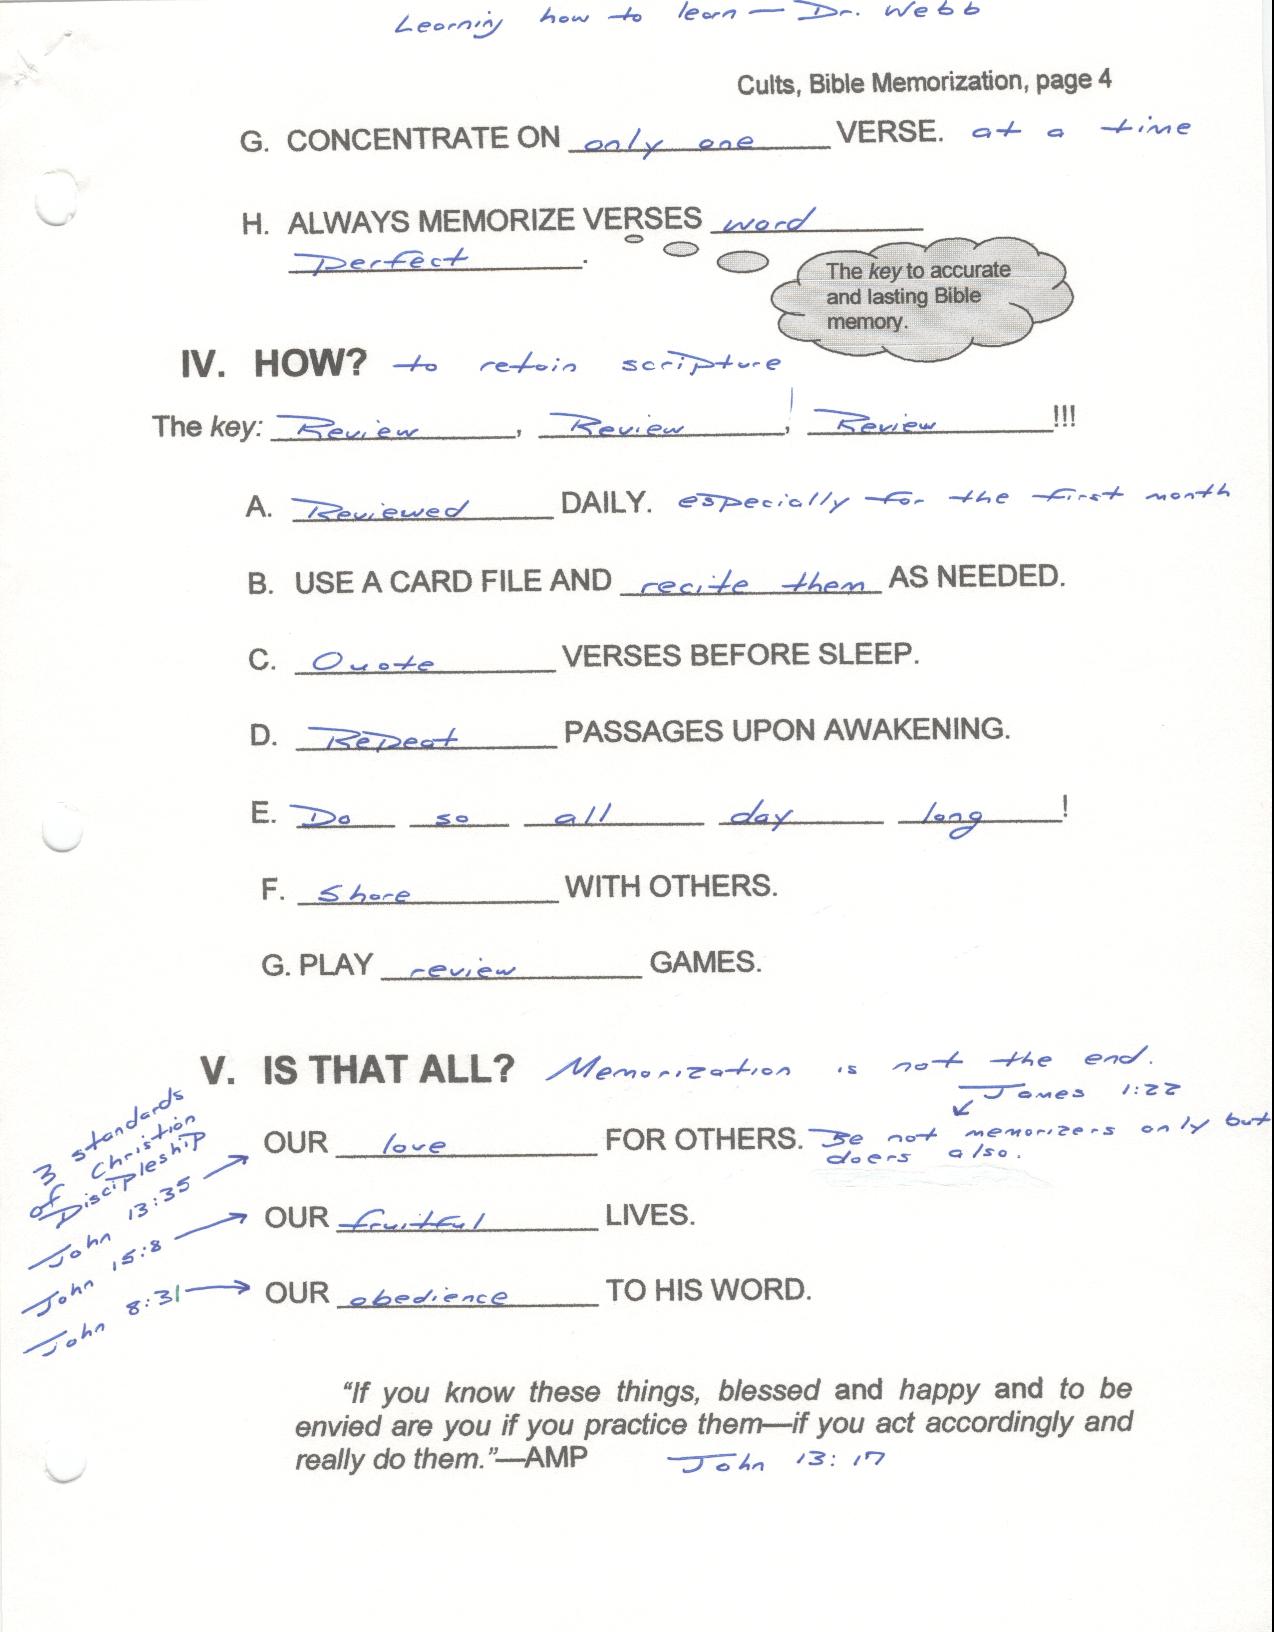 Learning how to learn — Dr. Webb
Cults, Bible Memorization, page 4
G. CONCENTRATE ON only one VERSE. at a time
H. ALWAYS MEMORIZE VERSES word
Perfect.
The key to accurate
and lasting Bible
memory.
IV. HOW? to retain scripture
The key: Review, Review, Review!!!
A. Reviewed DAILY. especially for the first month
B. USE A CARD FILE AND recite them AS NEEDED.
C. Quote VERSES BEFORE SLEEP.
D. Repeat PASSAGES UPON AWAKENING.
E. Do so all day long!
F. Share WITH OTHERS.
G. PLAY review GAMES.
V. IS THAT ALL? Memorization is not the end.
James 1:22
OUR love FOR OTHERS. Be not memorizers only but
doers also.
OUR fruitful LIVES.
OUR obedience TO HIS WORD.
3 standards
of Christian
Discipleship
John 13:35
John 15:8
John 8:31
"If you know these things, blessed and happy and to be
envied are you if you practice them—if you act accordingly and
really do them."—AMP John 13:17